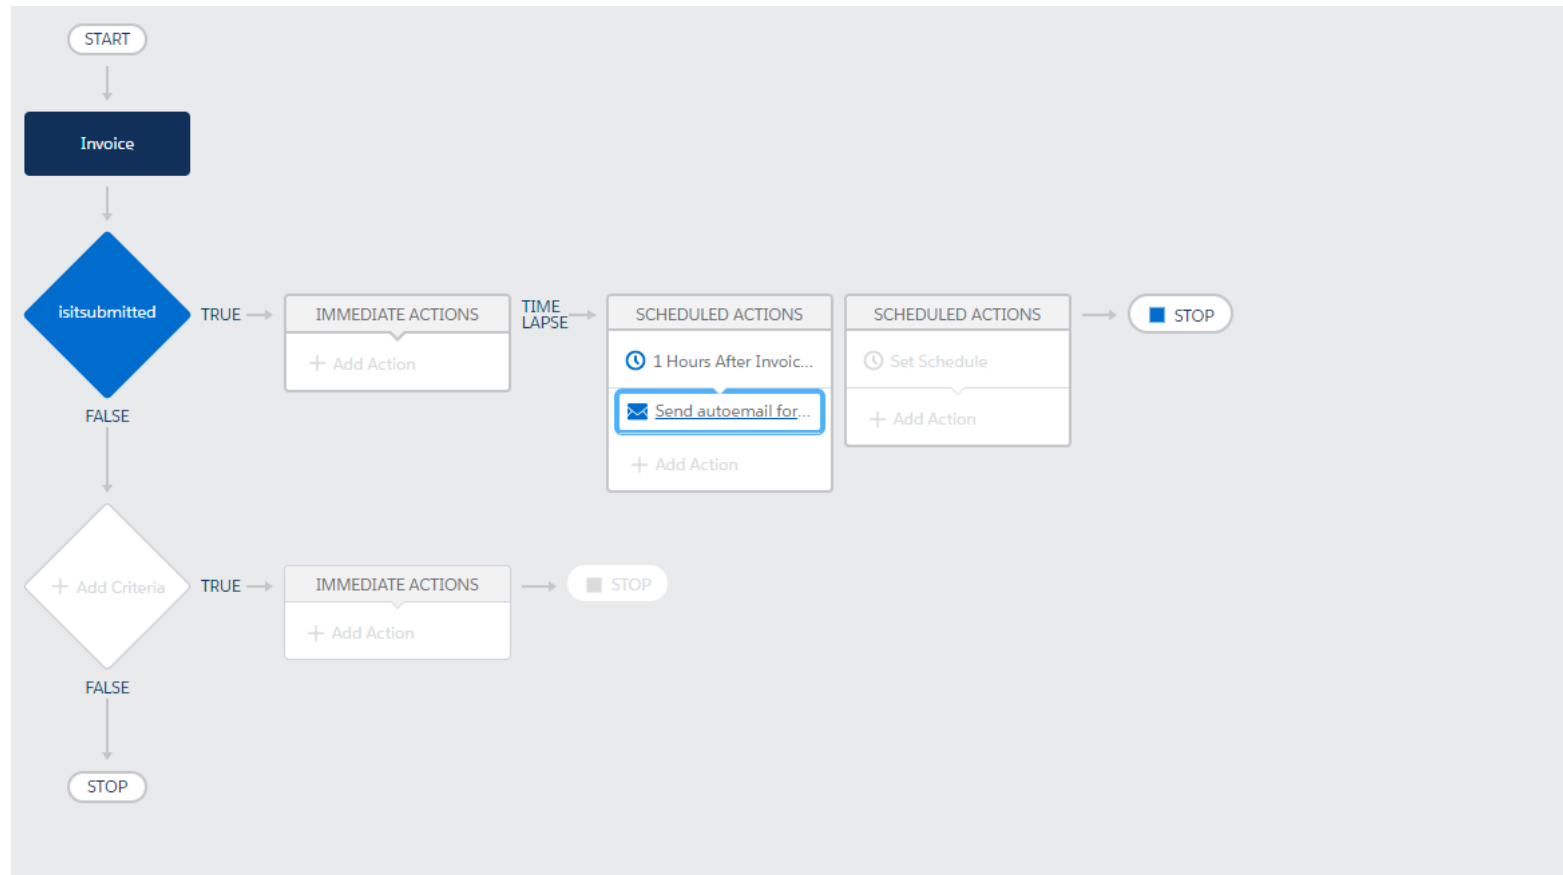 START
Invoice
isitsubmitted
TRUE
IMMEDIATE ACTIONS
+ Add Action
TIME
LAPSE
SCHEDULED ACTIONS
1 Hours After Invoic...
Send autoemail for...
+ Add Action
SCHEDULED ACTIONS
Set Schedule
+ Add Action
STOP
FALSE
+ Add Criteria
TRUE
IMMEDIATE ACTIONS
+ Add Action
STOP
FALSE
STOP